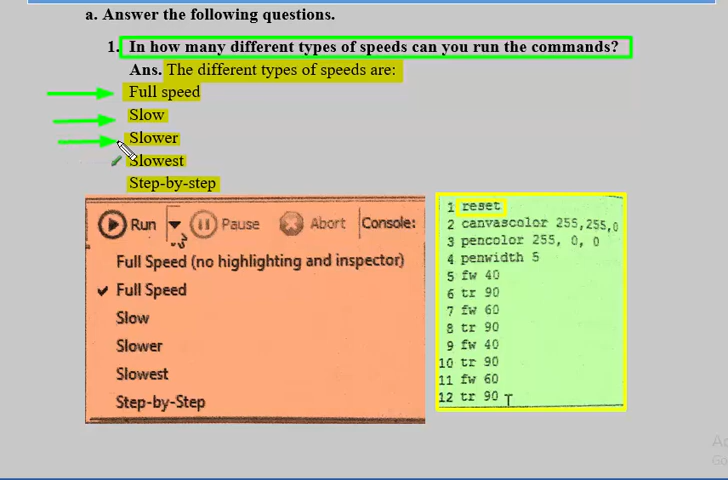 a. Answer the following questions.
1. In how many different types of speeds can you run the commands?
Ans. The different types of speeds are:
Full speed
Slow
Slower
Slowest
Step-by-step
Run Pause Abort Console:
Full Speed (no highlighting and inspector)
Full Speed
Slow
Slower
Slowest
Step-by-Step
1 reset
2 canvascolor 255,255,0
3 pencolor 255, 0, 0
4 penwidth 5
5 fw 40
6 tr 90
7 fw 60
8 tr 90
9 fw 40
10 tr 90
11 fw 60
12 tr 90